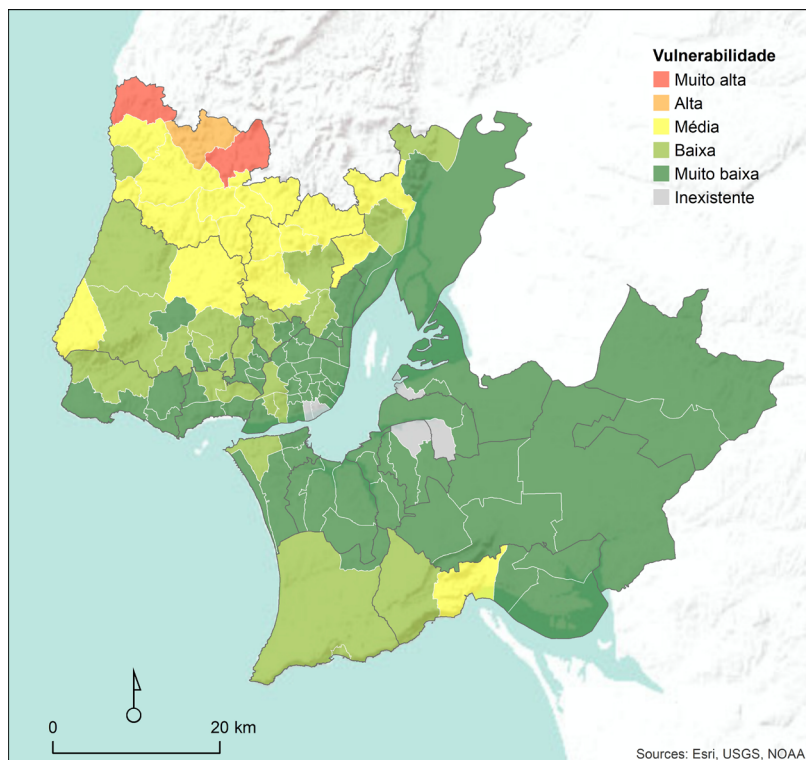 Vulnerabilidade
Muito alta
Alta
Média
Baixa
Muito baixa
Inexistente
0
20 km
Sources: Esri, USGS, NOAA